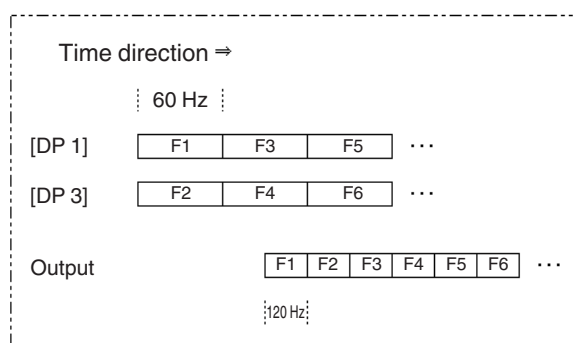 Time direction ⇒
60 Hz
[DP 1] F1 F3 F5 ···
[DP 3] F2 F4 F6 ···
Output F1 F2 F3 F4 F5 F6 ···
120 Hz